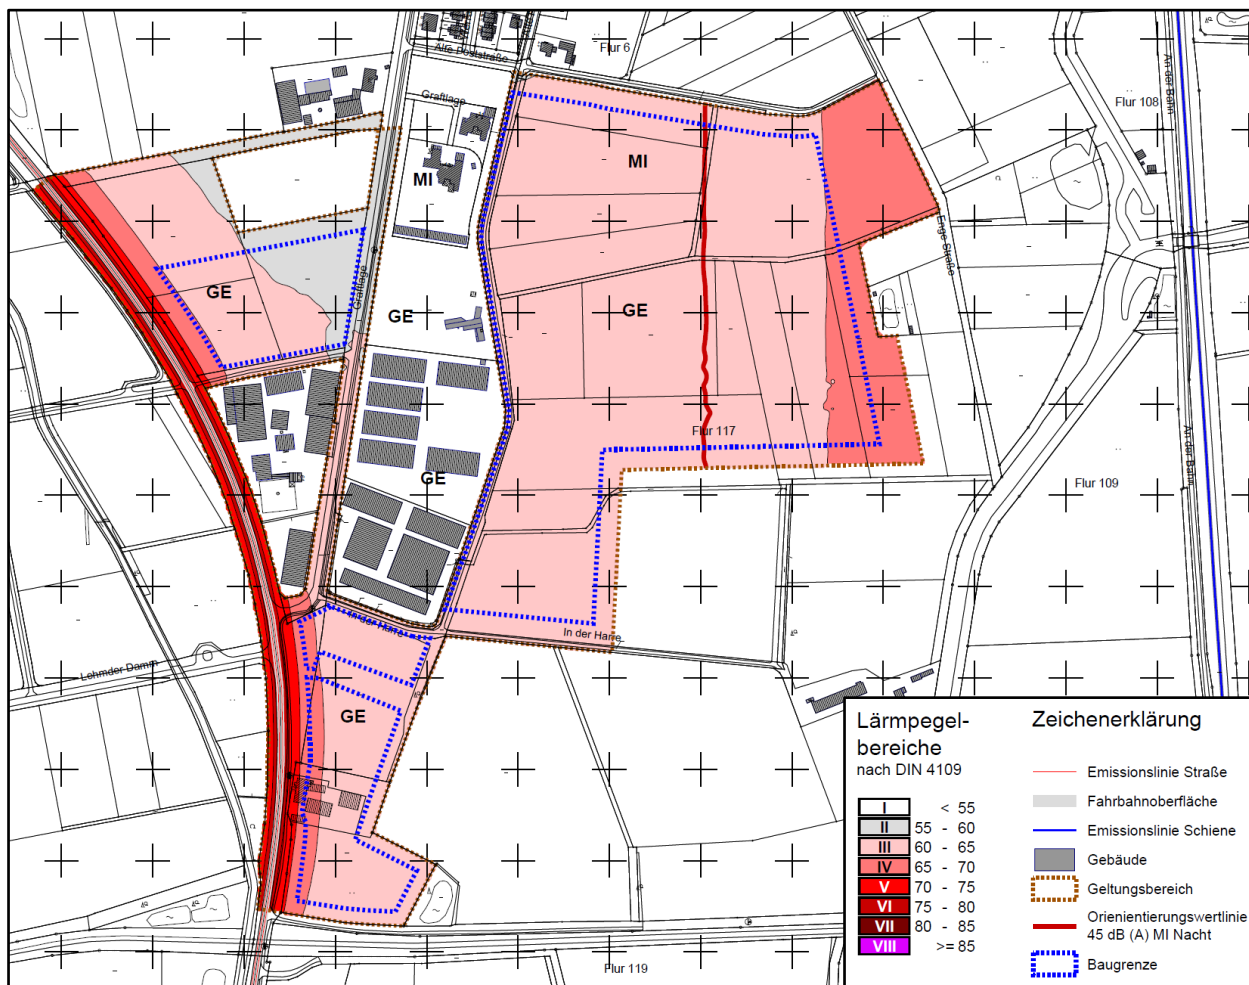 Alte Poststraße
Flur 6
An der Bahn
Flur 108
Graftlage
MI
MI
Enge Straße
GE
Graftlage
GE
GE
Flur 117
An der Bahn
GE
Flur 109
In der Harre
In der Harre
Lohmder Damm
GE
Flur 119
Lärmpegel-
bereiche
nach DIN 4109
I < 55
II 55 - 60
III 60 - 65
IV 65 - 70
V 70 - 75
VI 75 - 80
VII 80 - 85
VIII >= 85
Zeichenerklärung
Emissionslinie Straße
Fahrbahnoberfläche
Emissionslinie Schiene
Gebäude
Geltungsbereich
Orienientierungswertlinie
45 dB (A) MI Nacht
Baugrenze